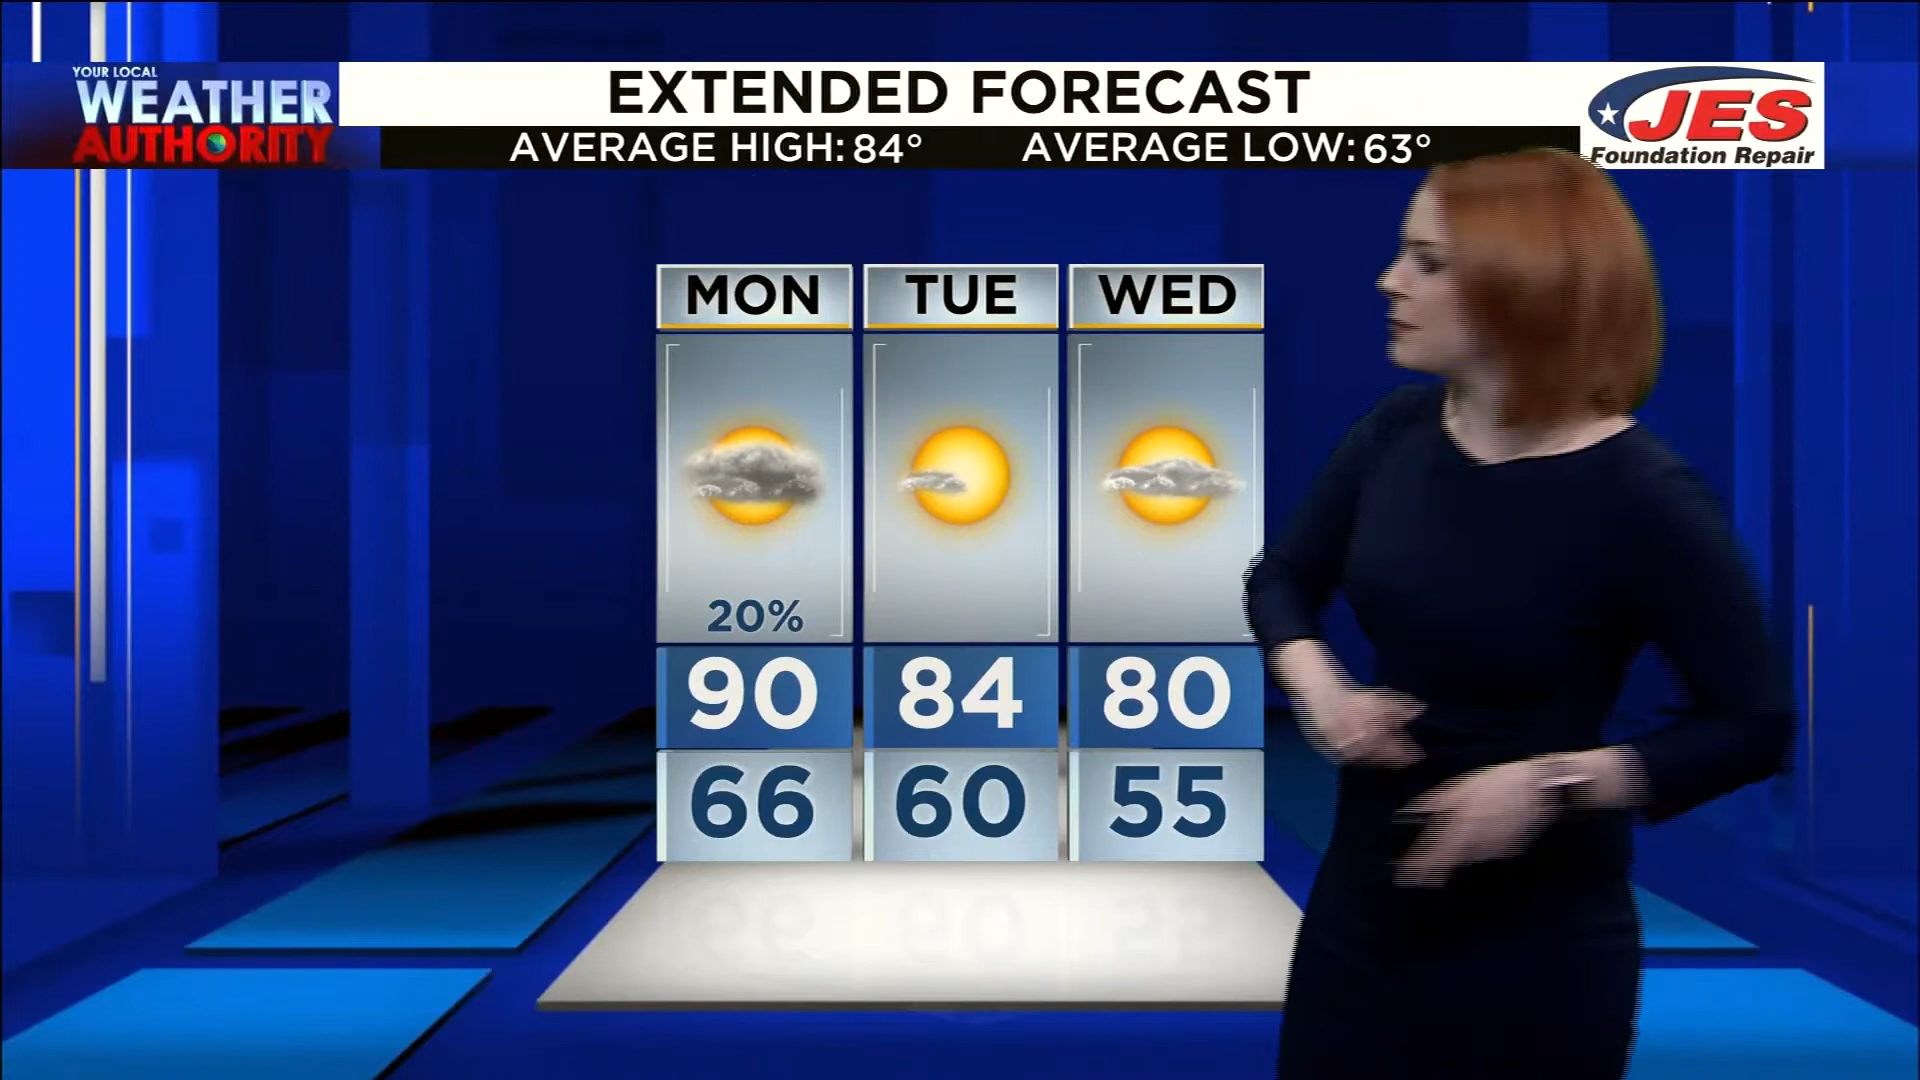 YOUR LOCAL
WEATHER
AUTHORITY
EXTENDED FORECAST
AVERAGE HIGH: 84° AVERAGE LOW: 63°
JES
Foundation Repair
MON TUE WED
20%
90 84 80
66 60 55